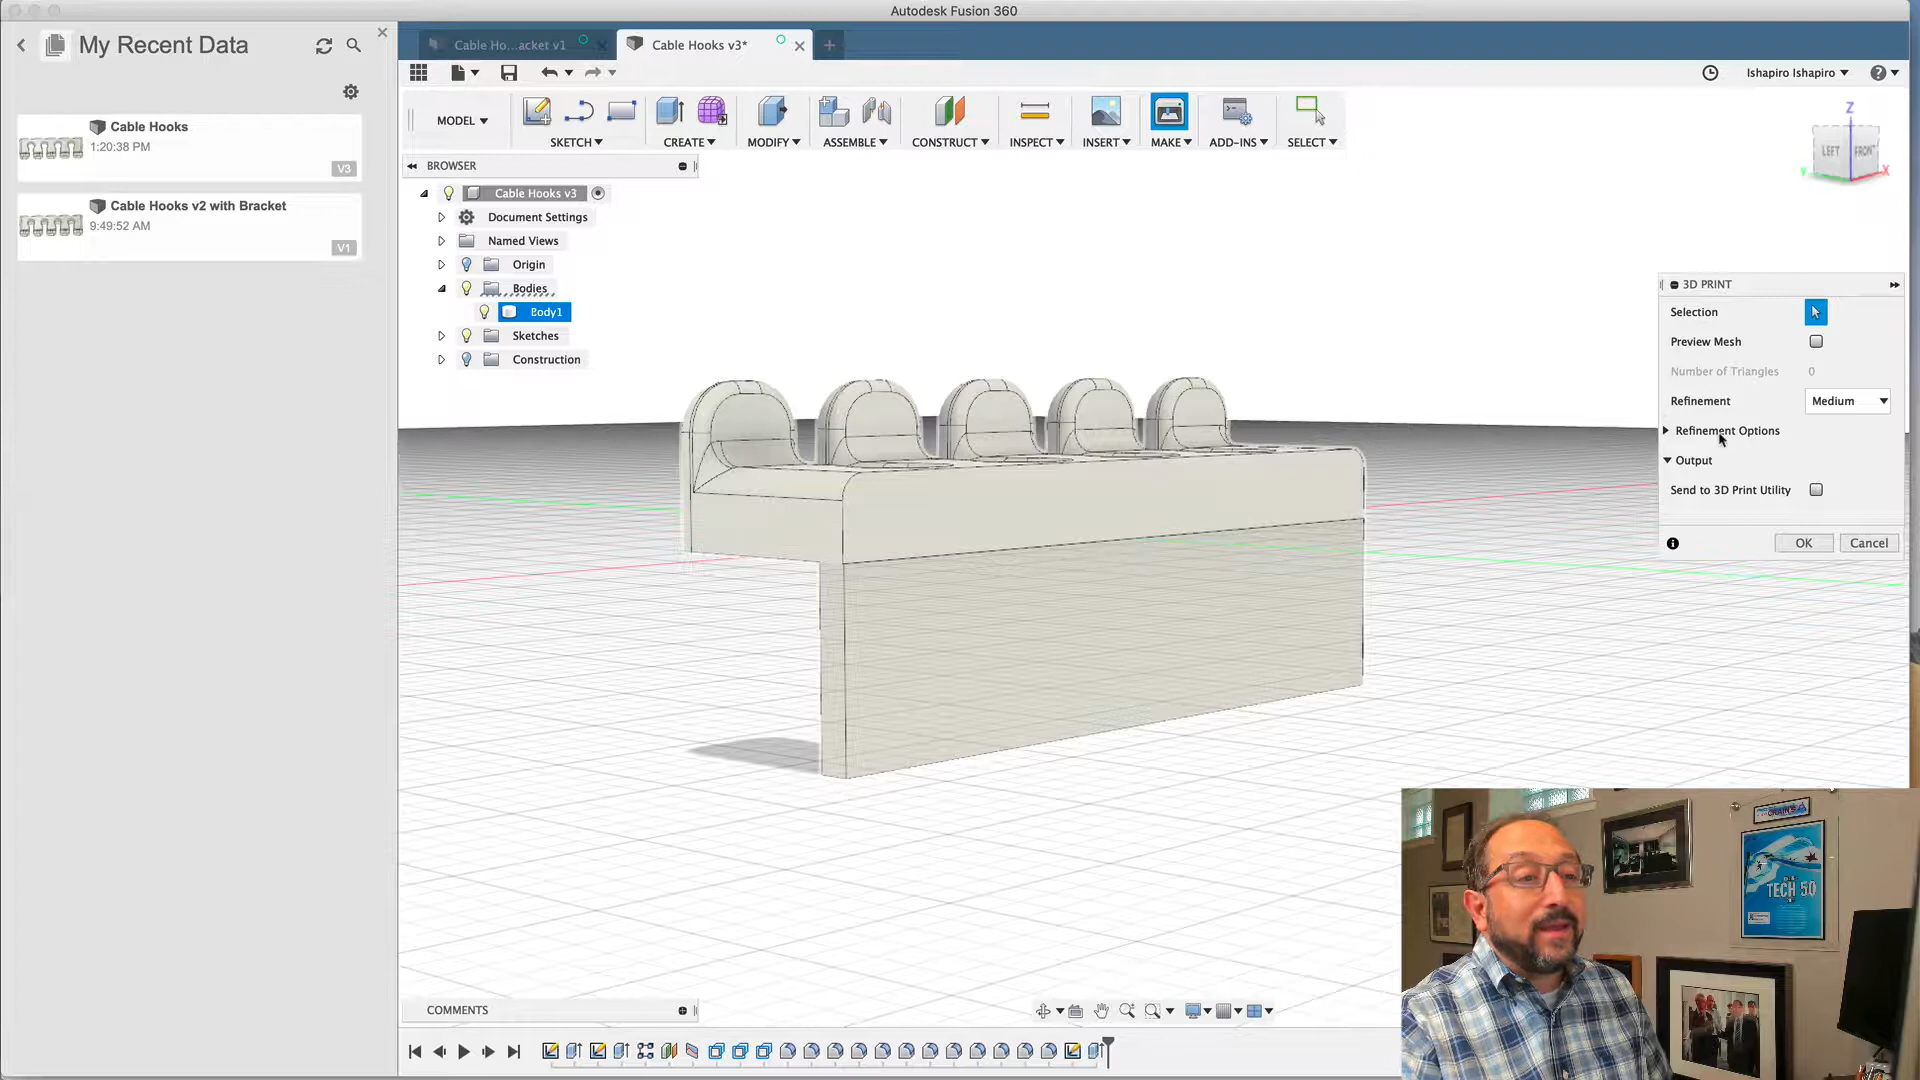 Autodesk Fusion 360
My Recent Data
Cable Hooks
1:20:38 PM
V3
Cable Hooks v2 with Bracket
9:49:52 AM
V1
Cable Ho...acket v1
Cable Hooks v3*
Ishapiro Ishapiro
MODEL
SKETCH
CREATE
MODIFY
ASSEMBLE
CONSTRUCT
INSPECT
INSERT
MAKE
ADD-INS
SELECT
BROWSER
Cable Hooks v3
Document Settings
Named Views
Origin
Bodies
Body1
Sketches
Construction
Z
LEFT
FRONT
Y
X
3D PRINT
Selection
Preview Mesh
Number of Triangles 0
Refinement Medium
Refinement Options
Output
Send to 3D Print Utility
OK Cancel
CRAIN'S
TECH 50
COMMENTS